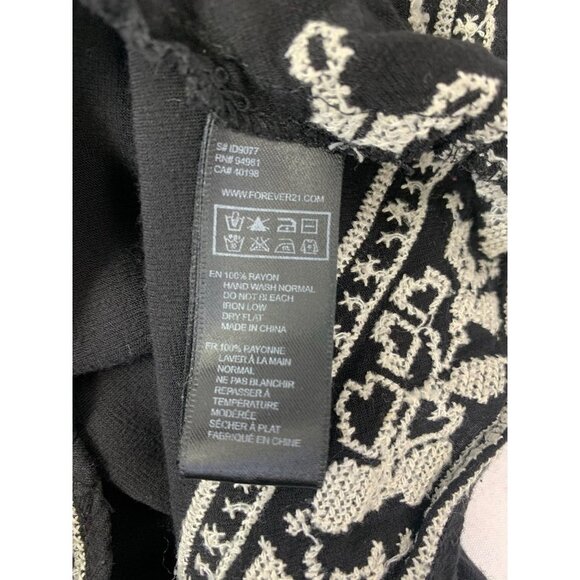 S# ID9077
RN# 94981
CA# 40198
WWW.FOREVER21.COM
EN 100% RAYON
HAND WASH NORMAL
DO NOT BLEACH
IRON LOW
DRY FLAT
MADE IN CHINA
FR 100% RAYONNE
LAVER À LA MAIN
NORMAL
NE PAS BLANCHIR
REPASSER À
TEMPÉRATURE
MODÉRÉE
SÉCHER À PLAT
FABRIQUÉ EN CHINE